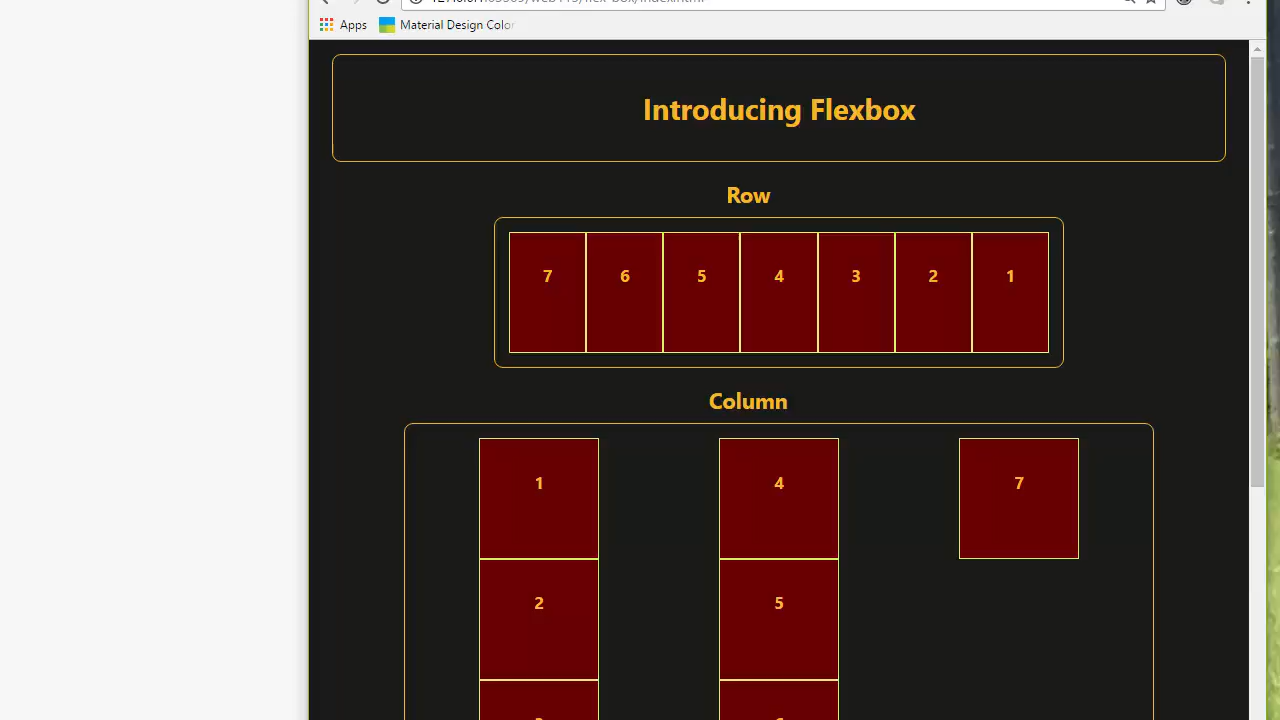 Apps Material Design Color
Introducing Flexbox
Row
7 6 5 4 3 2 1
Column
1 4 7
2 5